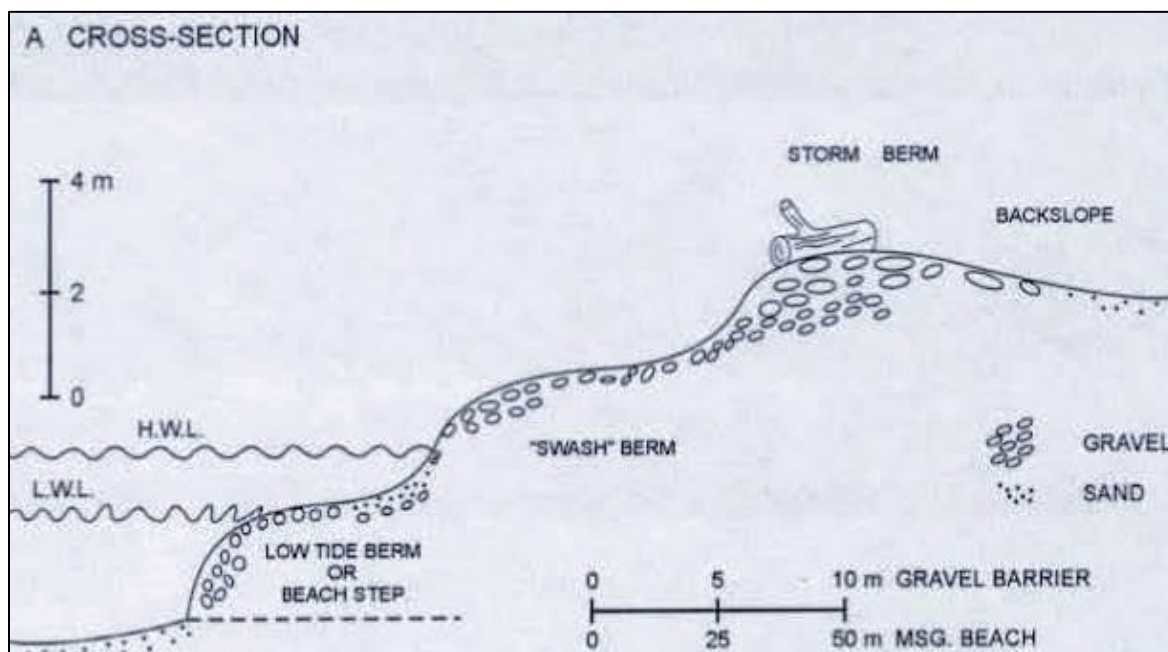 A CROSS-SECTION
STORM BERM
4 m
BACKSLOPE
2
0
H.W.L.
"SWASH" BERM
GRAVEL
L.W.L.
SAND
LOW TIDE BERM
OR
BEACH STEP
0 5 10 m GRAVEL BARRIER
0 25 50 m MSG. BEACH